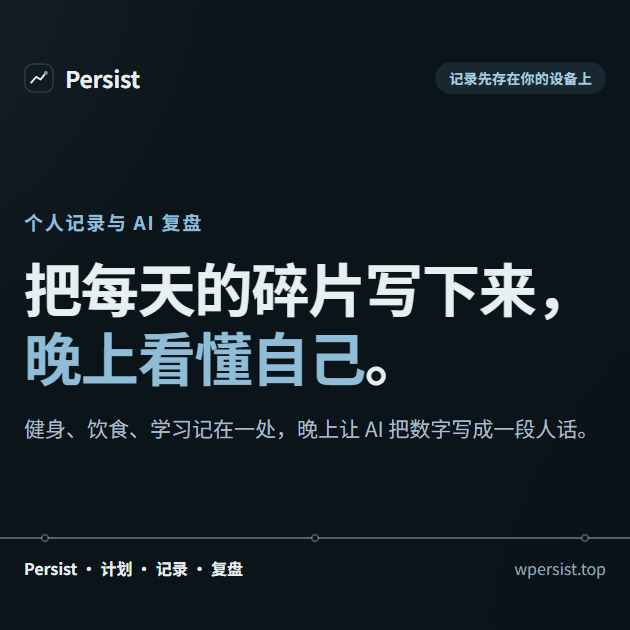 Persist
记录先存在你的设备上
个人记录与 AI 复盘
把每天的碎片写下来，
晚上看懂自己。
健身、饮食、学习记在一处，晚上让 AI 把数字写成一段人话。
Persist · 计划 · 记录 · 复盘
wpersist.top